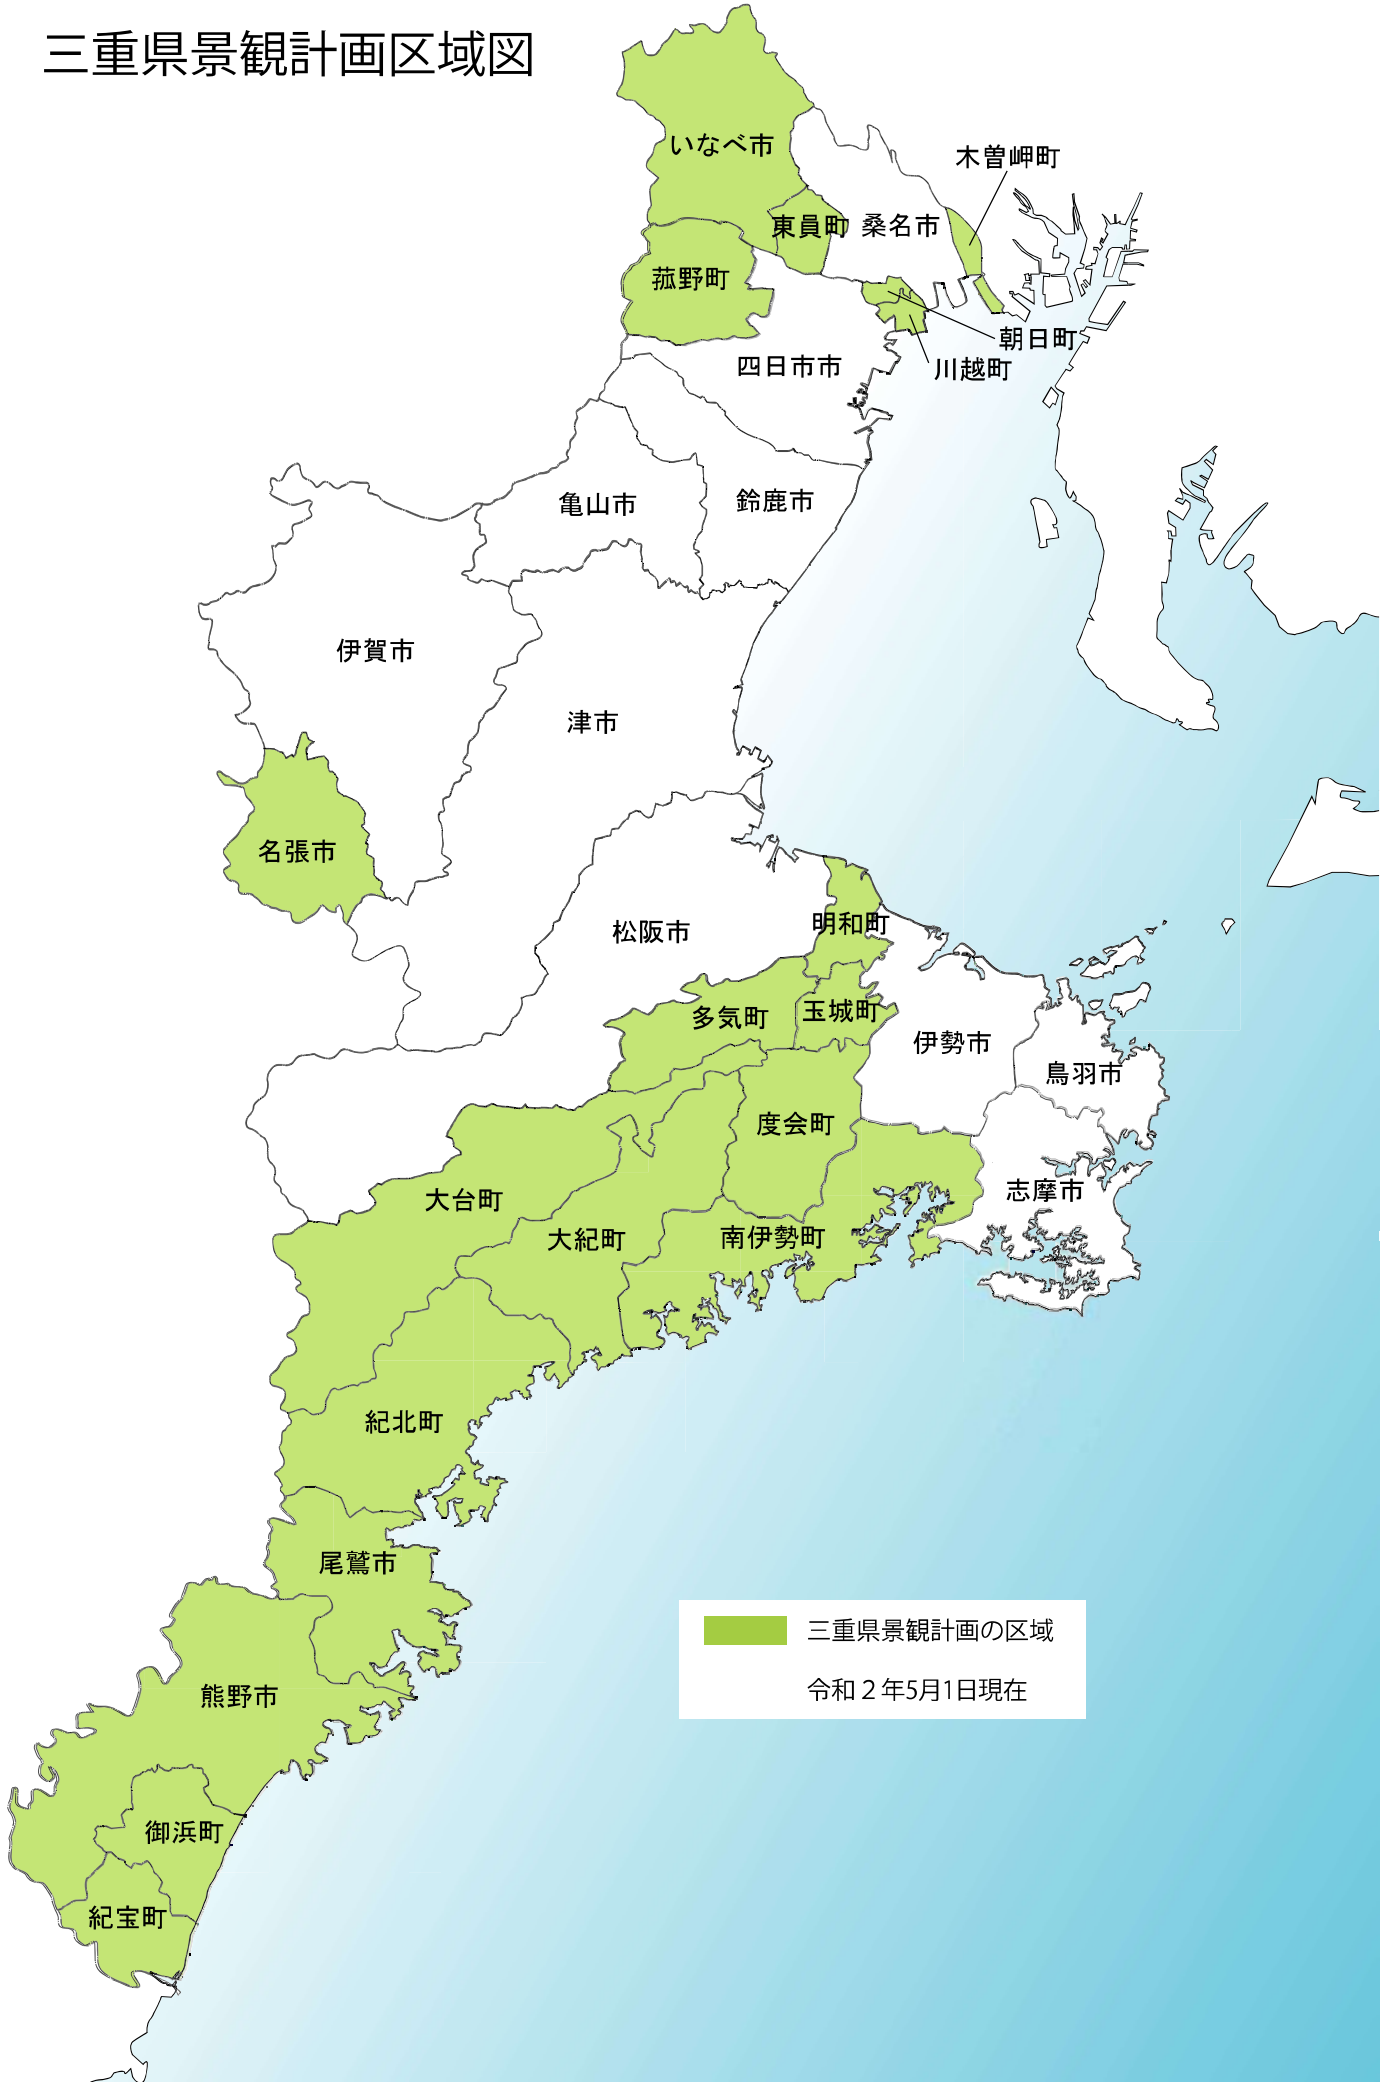 三重県景観計画区域図
いなべ市
木曽岬町
東員町
桑名市
菰野町
朝日町
川越町
四日市市
亀山市
鈴鹿市
伊賀市
津市
名張市
松阪市
明和町
多気町
玉城町
伊勢市
鳥羽市
度会町
志摩市
大台町
大紀町
南伊勢町
紀北町
尾鷲市
熊野市
御浜町
紀宝町
三重県景観計画の区域
令和２年5月1日現在